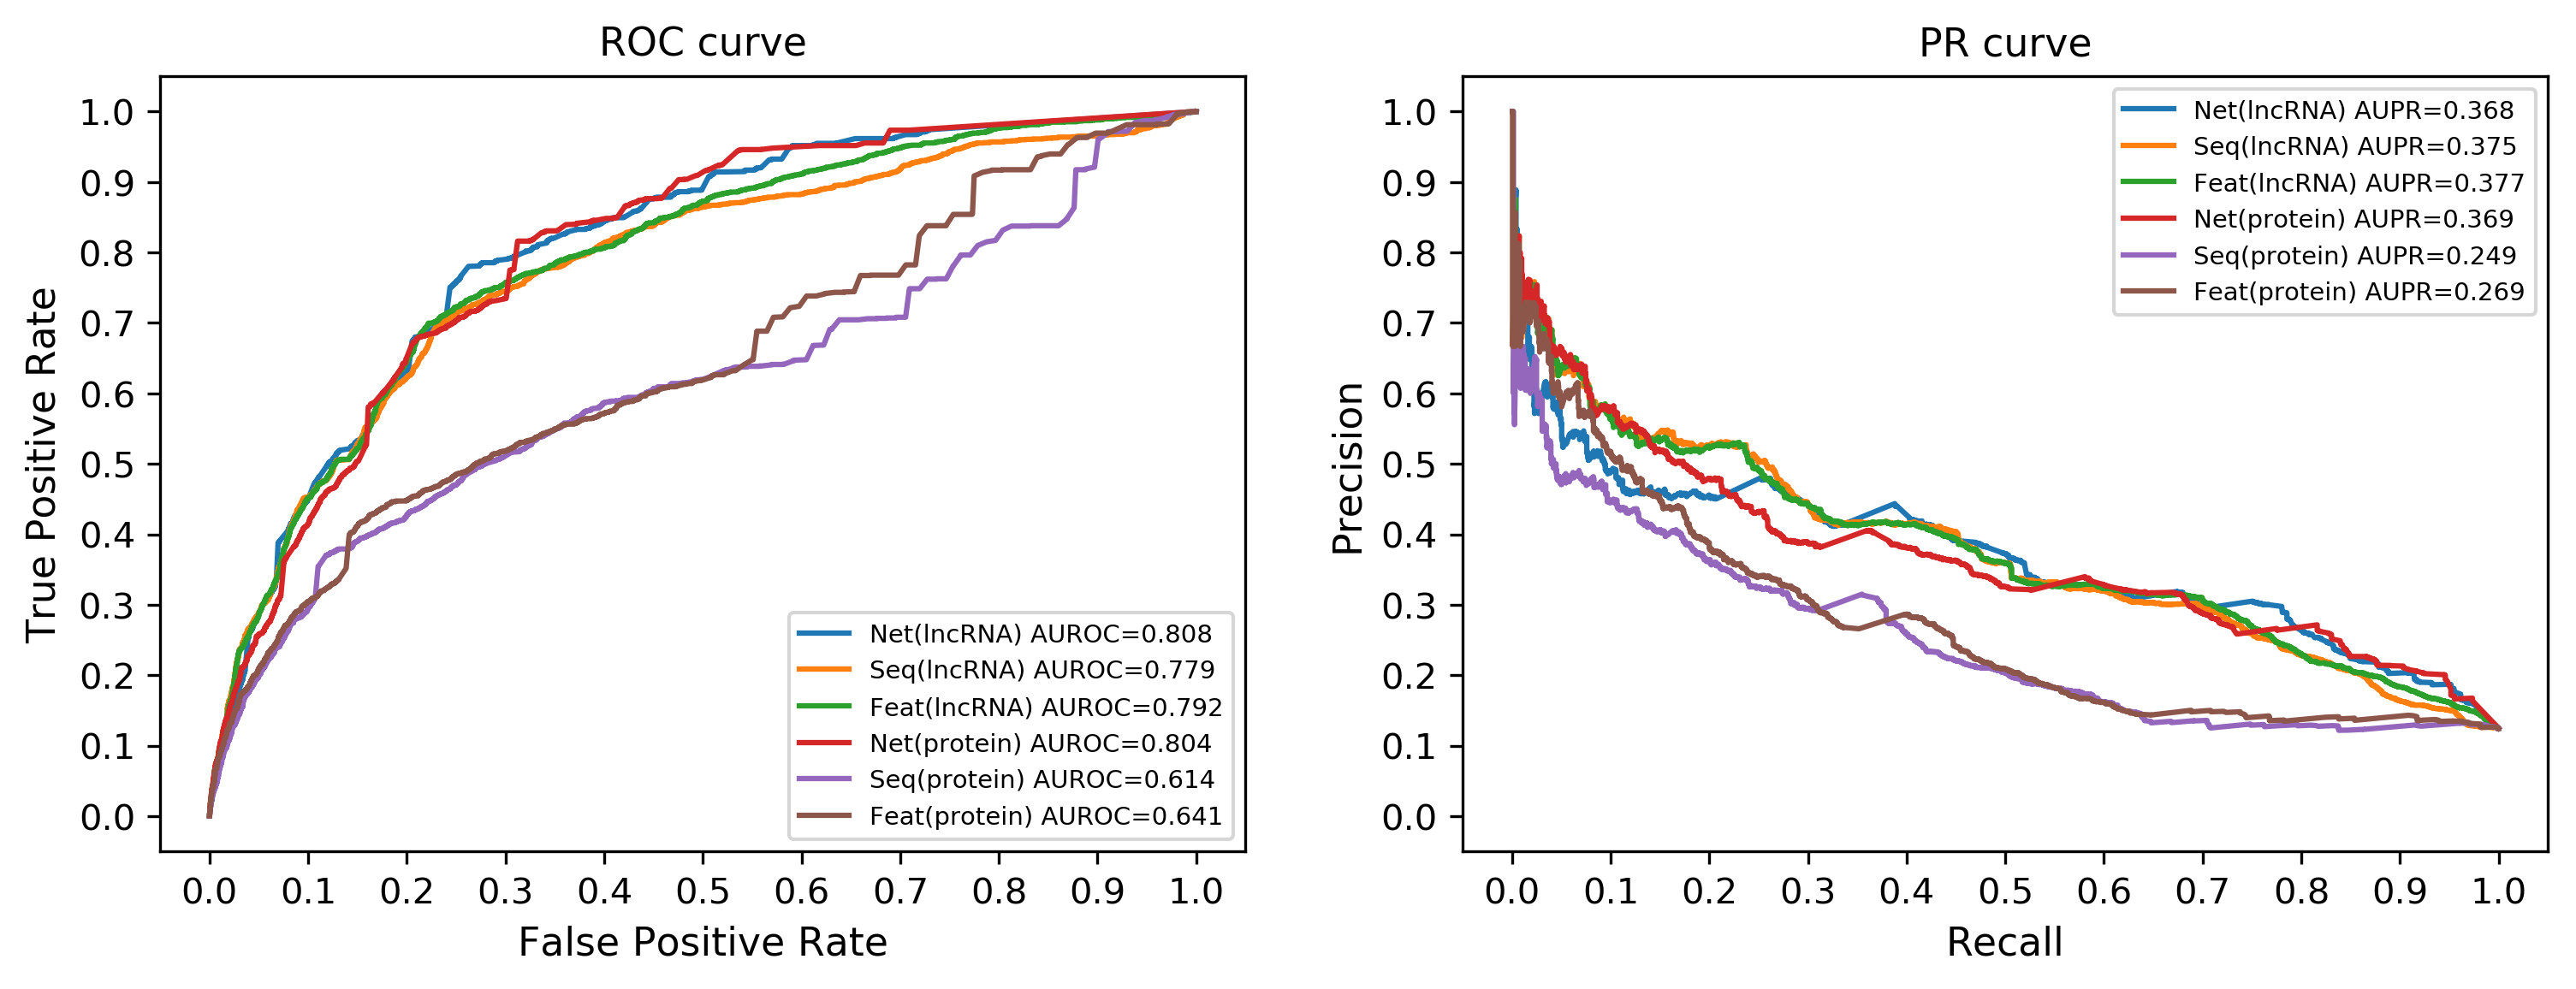 ROC curve
True Positive Rate
1.0
0.9
0.8
0.7
0.6
0.5
0.4
0.3
0.2
0.1
0.0
Net(lncRNA) AUROC=0.808
Seq(lncRNA) AUROC=0.779
Feat(lncRNA) AUROC=0.792
Net(protein) AUROC=0.804
Seq(protein) AUROC=0.614
Feat(protein) AUROC=0.641
0.0 0.1 0.2 0.3 0.4 0.5 0.6 0.7 0.8 0.9 1.0
False Positive Rate
PR curve
Precision
1.0
0.9
0.8
0.7
0.6
0.5
0.4
0.3
0.2
0.1
0.0
Net(lncRNA) AUPR=0.368
Seq(lncRNA) AUPR=0.375
Feat(lncRNA) AUPR=0.377
Net(protein) AUPR=0.369
Seq(protein) AUPR=0.249
Feat(protein) AUPR=0.269
0.0 0.1 0.2 0.3 0.4 0.5 0.6 0.7 0.8 0.9 1.0
Recall